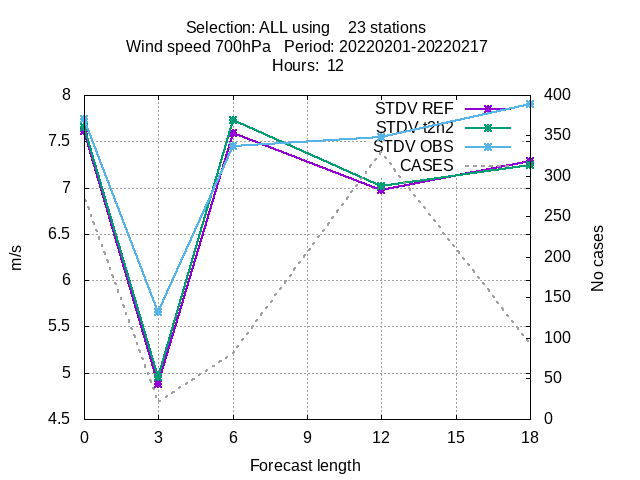 Selection: ALL using 23 stations
Wind speed 700hPa Period: 20220201-20220217
Hours: 12
8
7.5
7
6.5
6
5.5
5
4.5
m/s
STDV REF
STDV t2h2
STDV OBS
CASES
400
350
300
250
200
150
100
50
0
No cases
0 3 6 9 12 15 18
Forecast length